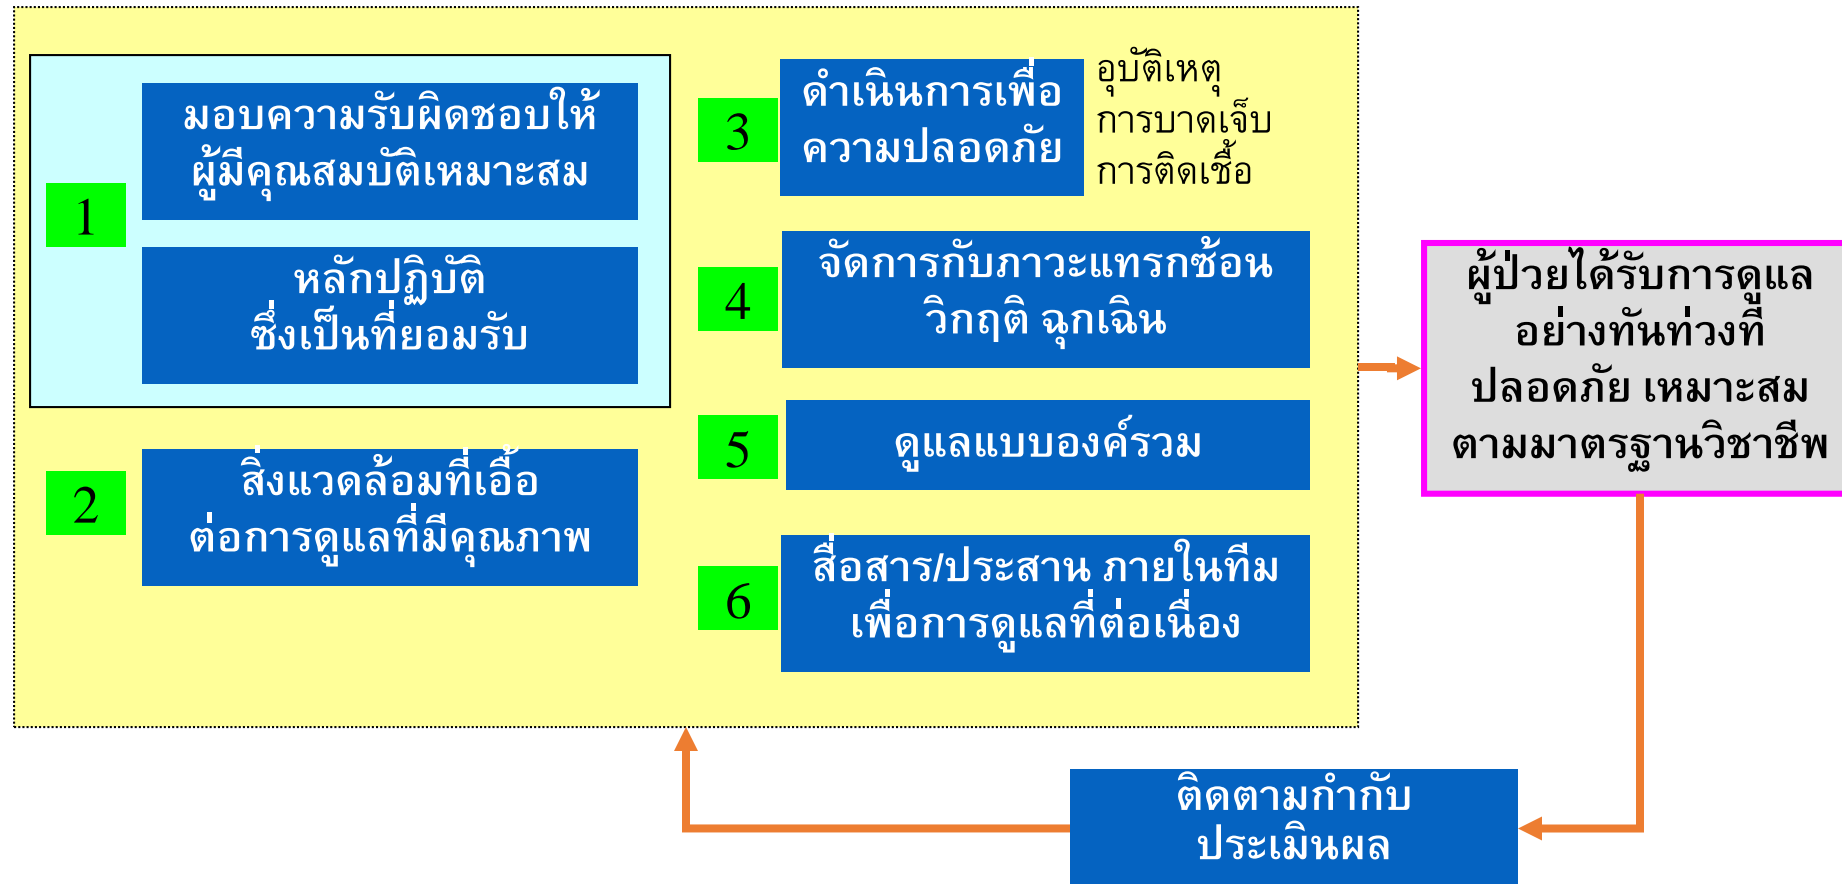 1
มอบความรับผิดชอบให้
ผู้มีคุณสมบัติเหมาะสม
หลักปฏิบัติ
ซึ่งเป็นที่ยอมรับ
2
สิ่งแวดล้อมที่เอื้อ
ต่อการดูแลที่มีคุณภาพ
3
ดำเนินการเพื่อ
ความปลอดภัย
อุบัติเหตุ
การบาดเจ็บ
การติดเชื้อ
4
จัดการกับภาวะแทรกซ้อน
วิกฤติ ฉุกเฉิน
5
ดูแลแบบองค์รวม
6
สื่อสาร/ประสาน ภายในทีม
เพื่อการดูแลที่ต่อเนื่อง
ผู้ป่วยได้รับการดูแล
อย่างทันท่วงที
ปลอดภัย เหมาะสม
ตามมาตรฐานวิชาชีพ
ติดตามกำกับ
ประเมินผล